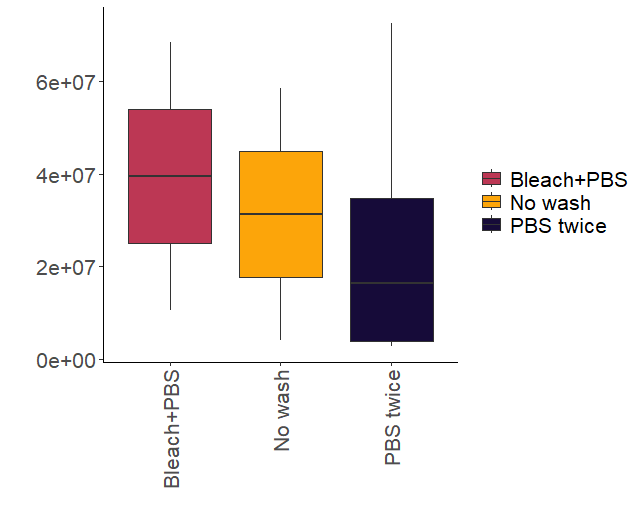 6e+07
4e+07
2e+07
0e+00
Bleach+PBS
No wash
PBS twice
Bleach+PBS
No wash
PBS twice